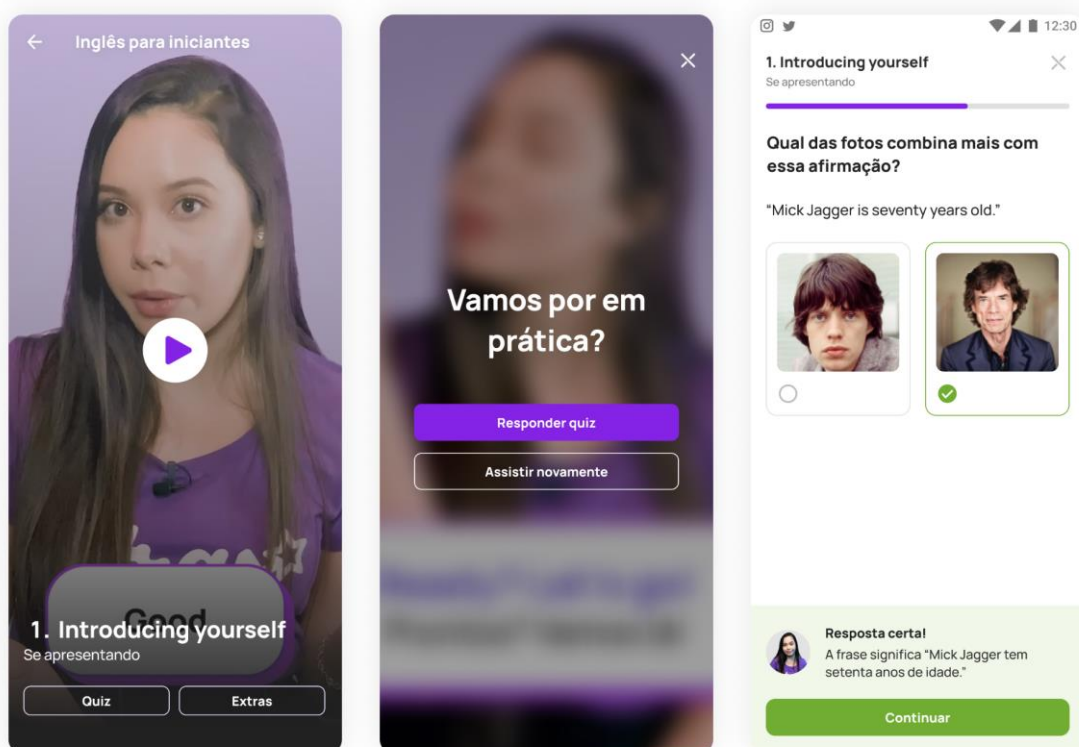 Inglês para iniciantes
Good
1. Introducing yourself
Se apresentando
Quiz
Extras
Vamos por em
prática?
Responder quiz
Assistir novamente
12:30
1. Introducing yourself
Se apresentando
Qual das fotos combina mais com
essa afirmação?
“Mick Jagger is seventy years old.”
Resposta certa!
A frase significa “Mick Jagger tem
setenta anos de idade.”
Continuar